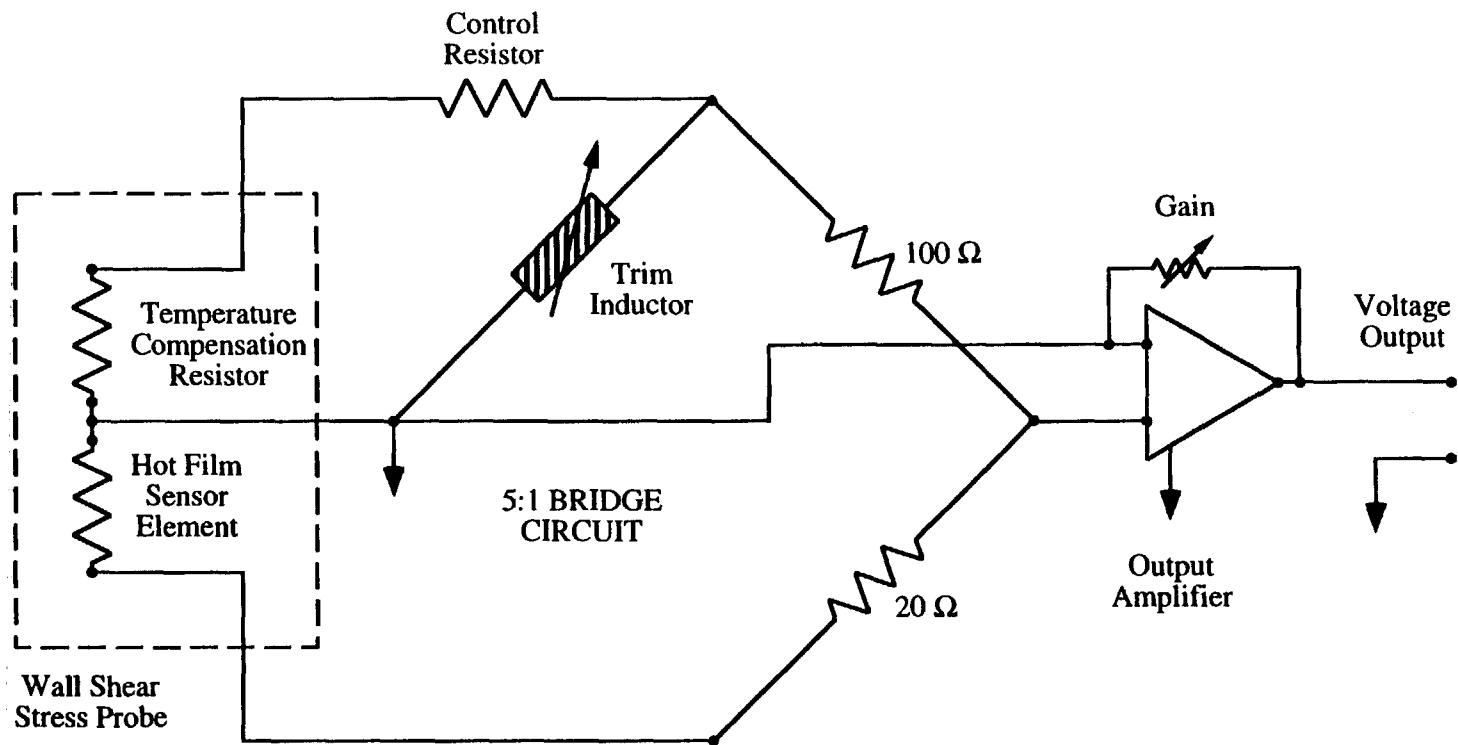 Control
Resistor
Gain
100 Ω
Trim
Inductor
Voltage
Output
Temperature
Compensation
Resistor
Hot Film
Sensor
Element
5:1 BRIDGE
CIRCUIT
Output
Amplifier
20 Ω
Wall Shear
Stress Probe